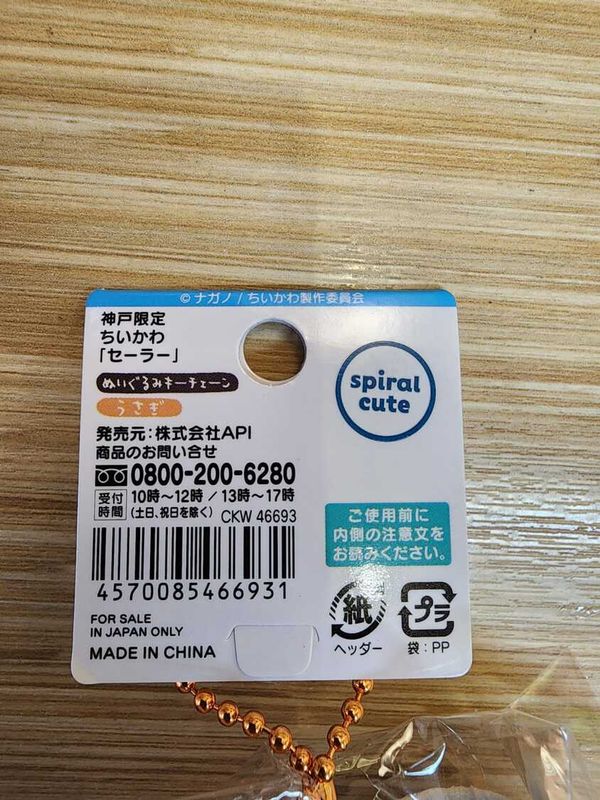 © ナガノ / ちいかわ製作委員会
神戸限定
ちいかわ
「セーラー」
ぬいぐるみキーチェーン
うさぎ
spiral
cute
発売元:株式会社API
商品のお問い合せ
0800-200-6280
受付時間 10時〜12時 / 13時〜17時
(土日、祝日を除く) CKW 46693
4570085466931
ご使用前に
内側の注意文を
お読みください。
FOR SALE
IN JAPAN ONLY
MADE IN CHINA
紙
ヘッダー
プラ
袋:PP